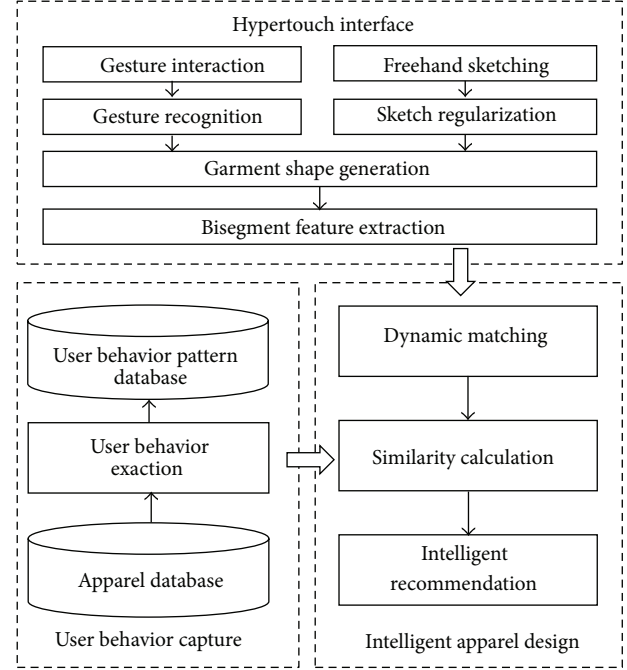 Hypertouch interface
Gesture interaction
Freehand sketching
Gesture recognition
Sketch regularization
Garment shape generation
Bisegment feature extraction
User behavior pattern
database
User behavior
exaction
Apparel database
User behavior capture
Dynamic matching
Similarity calculation
Intelligent
recommendation
Intelligent apparel design